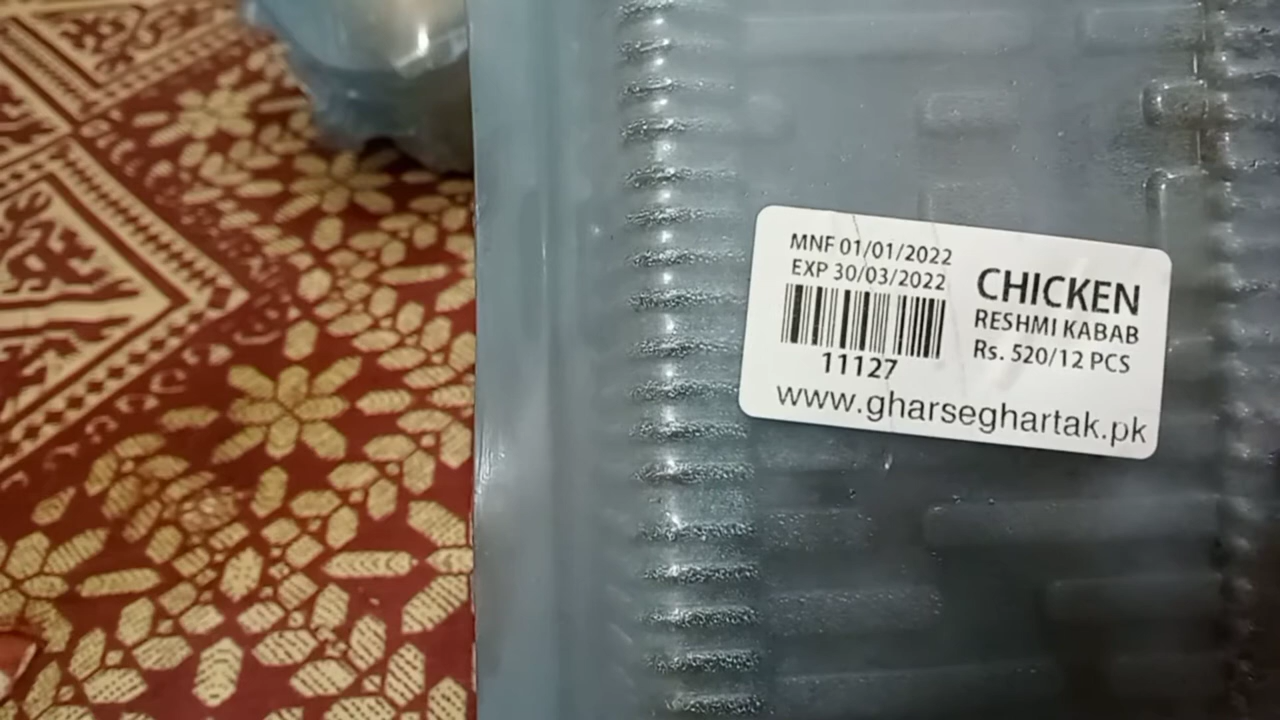 MNF 01/01/2022
EXP 30/03/2022
11127
CHICKEN
RESHMI KABAB
Rs. 520/12 PCS
www.gharseghartak.pk